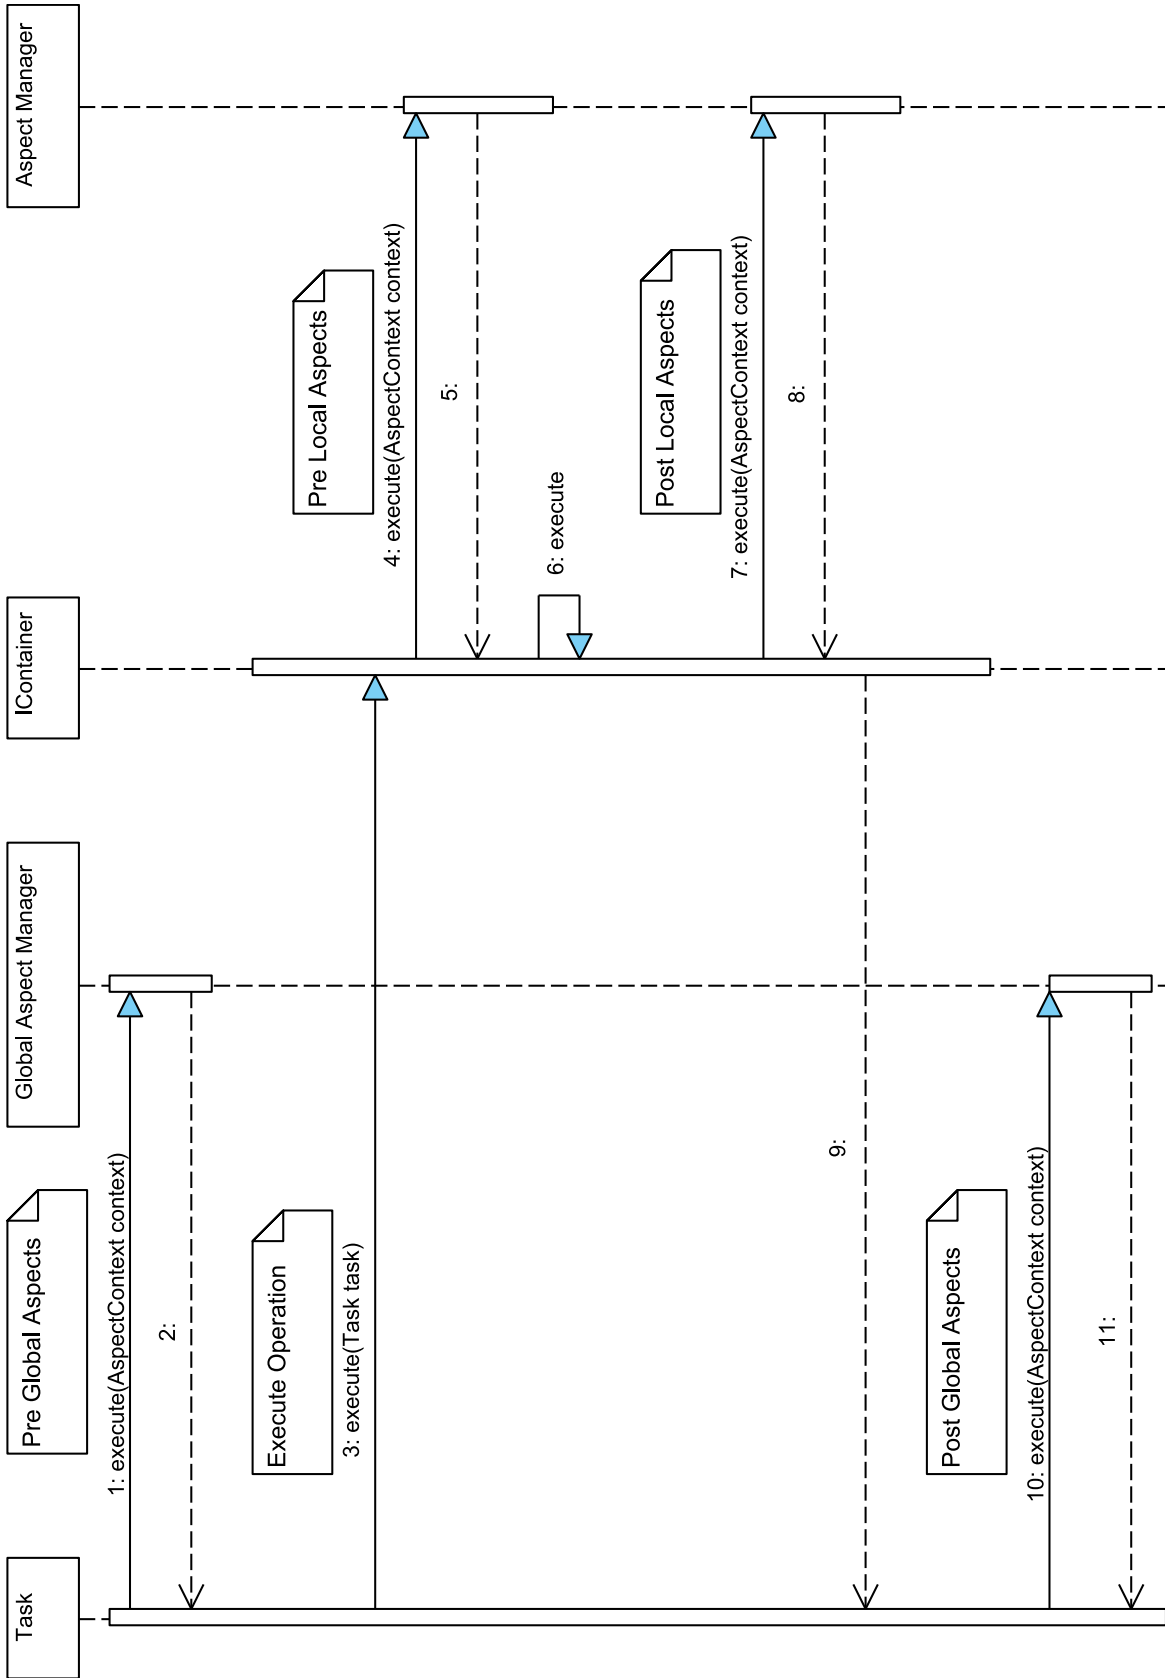 Task
Global Aspect Manager
IContainer
Aspect Manager
Pre Global Aspects
1: execute(AspectContext context)
2:
Execute Operation
3: execute(Task task)
Pre Local Aspects
4: execute(AspectContext context)
5:
6: execute
Post Local Aspects
7: execute(AspectContext context)
8:
9:
Post Global Aspects
10: execute(AspectContext context)
11: